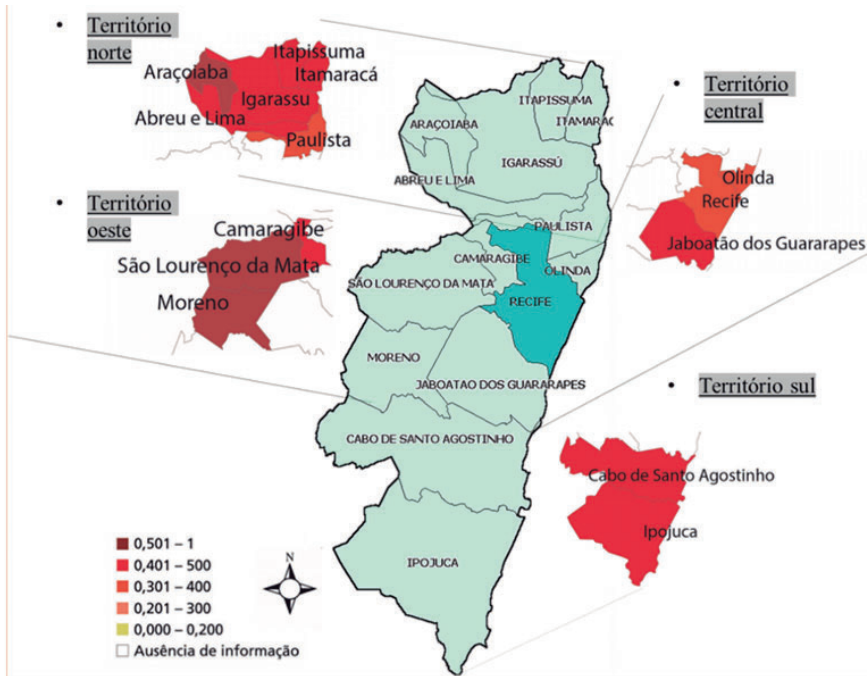 • Território
norte
Itapissuma
Araçoiaba
Itamaracá
Igarassu
Abreu e Lima
Paulista
• Território
oeste
Camaragibe
São Lourenço da Mata
Moreno
ITAPISSUMA
ARAÇOIABA
ITAMARAC
IGARASSÚ
ABREU E LIMA
PAULISTA
CAMARAGIBE
OLINDA
SÃO LOURENÇO DA MATA
RECIFE
MORENO
JABOATAO DOS GUARARAPES
CABO DE SANTO AGOSTINHO
IPOJUCA
• Território
central
Olinda
Recife
Jaboatão dos Guararapes
• Território sul
Cabo de Santo Agostinho
Ipojuca
0,501 – 1
0,401 – 500
0,301 – 400
0,201 – 300
0,000 – 0,200
Ausência de informação
N